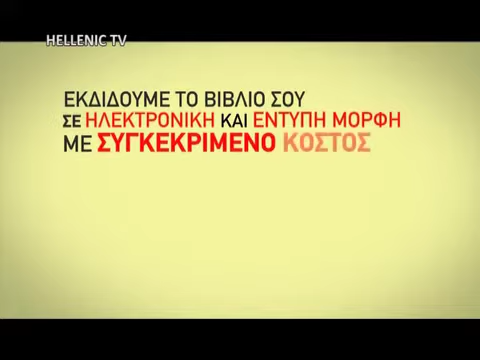 HELLENIC TV
ΕΚΔΙΔΟΥΜΕ ΤΟ ΒΙΒΛΙΟ ΣΟΥ
ΣΕ ΗΛΕΚΤΡΟΝΙΚΗ ΚΑΙ ΕΝΤΥΠΗ ΜΟΡΦΗ
ΜΕ ΣΥΓΚΕΚΡΙΜΕΝΟ ΚΟΣΤΟΣ